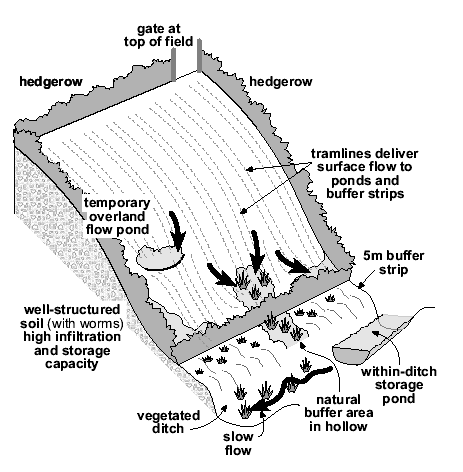 gate at
top of field
hedgerow
hedgerow
tramlines deliver
surface flow to
ponds and
buffer strips
temporary
overland
flow pond
5m buffer
strip
well-structured
soil (with worms)
high infiltration
and storage
capacity
within-ditch
storage
pond
natural
buffer area
in hollow
vegetated
ditch
slow
flow